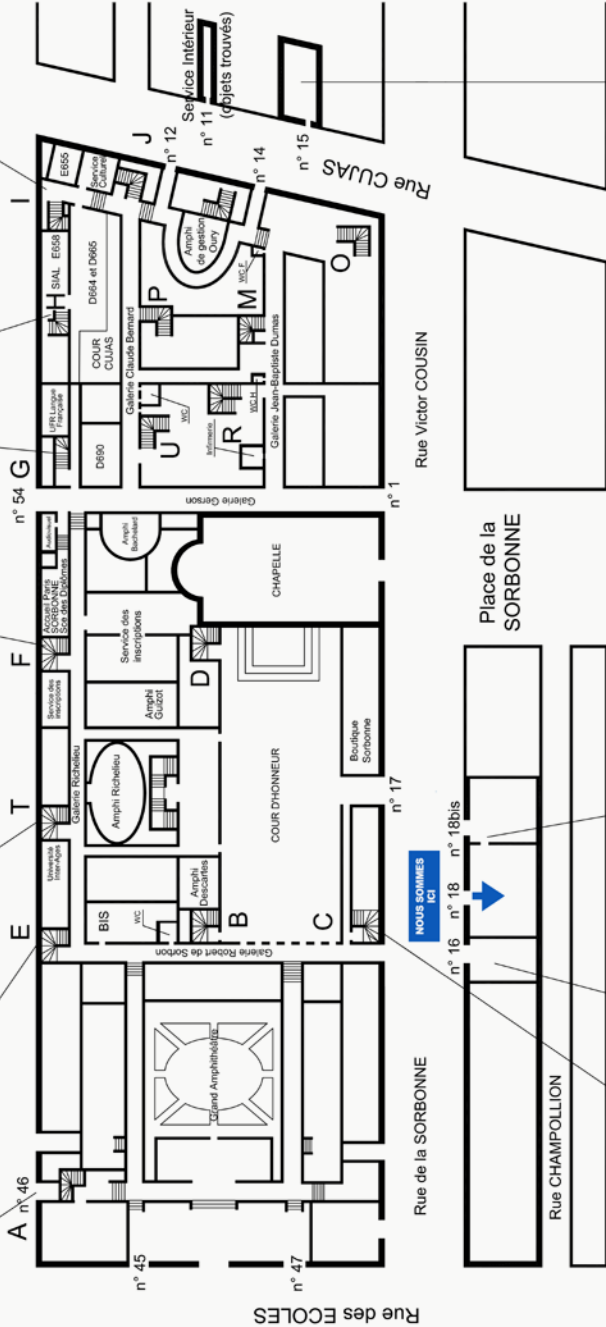 A
n° 46
E
T
F
n° 54
G
H
I
J
Université
Inter-Ages
Service des
inscriptions
Accueil Paris
SORBONNE
Sce des Diplômes
Audiovisuel
UFR Langue
Française
SIAL E658
E655
Service
Culturel
Galerie Richelieu
D690
COUR
CUJAS
D664 et D665
n° 12
Service Intérieur
n° 11
(objets trouvés)
n° 45
BIS
WC
Amphi
Descartes
Amphi Richelieu
Amphi
Guizot
Service des
inscriptions
Amphi
Bachelard
Galerie Claude Bernard
WC
U
P
Amphi
de gestion
Oury
n° 14
n° 15
Grand Amphithéâtre
Galerie Robert de Sorbon
B
D
Galerie Gerson
Infirmerie
R
WC H
M
WC F
Galerie Jean-Baptiste Dumas
O
n° 47
C
COUR D'HONNEUR
CHAPELLE
Boutique
Sorbonne
n° 17
n° 1
Rue CUJAS
Rue des ECOLES
Rue de la SORBONNE
NOUS SOMMES
ICI
n° 16
n° 18
n° 18bis
Place de la
SORBONNE
Rue Victor COUSIN
Rue CHAMPOLLION